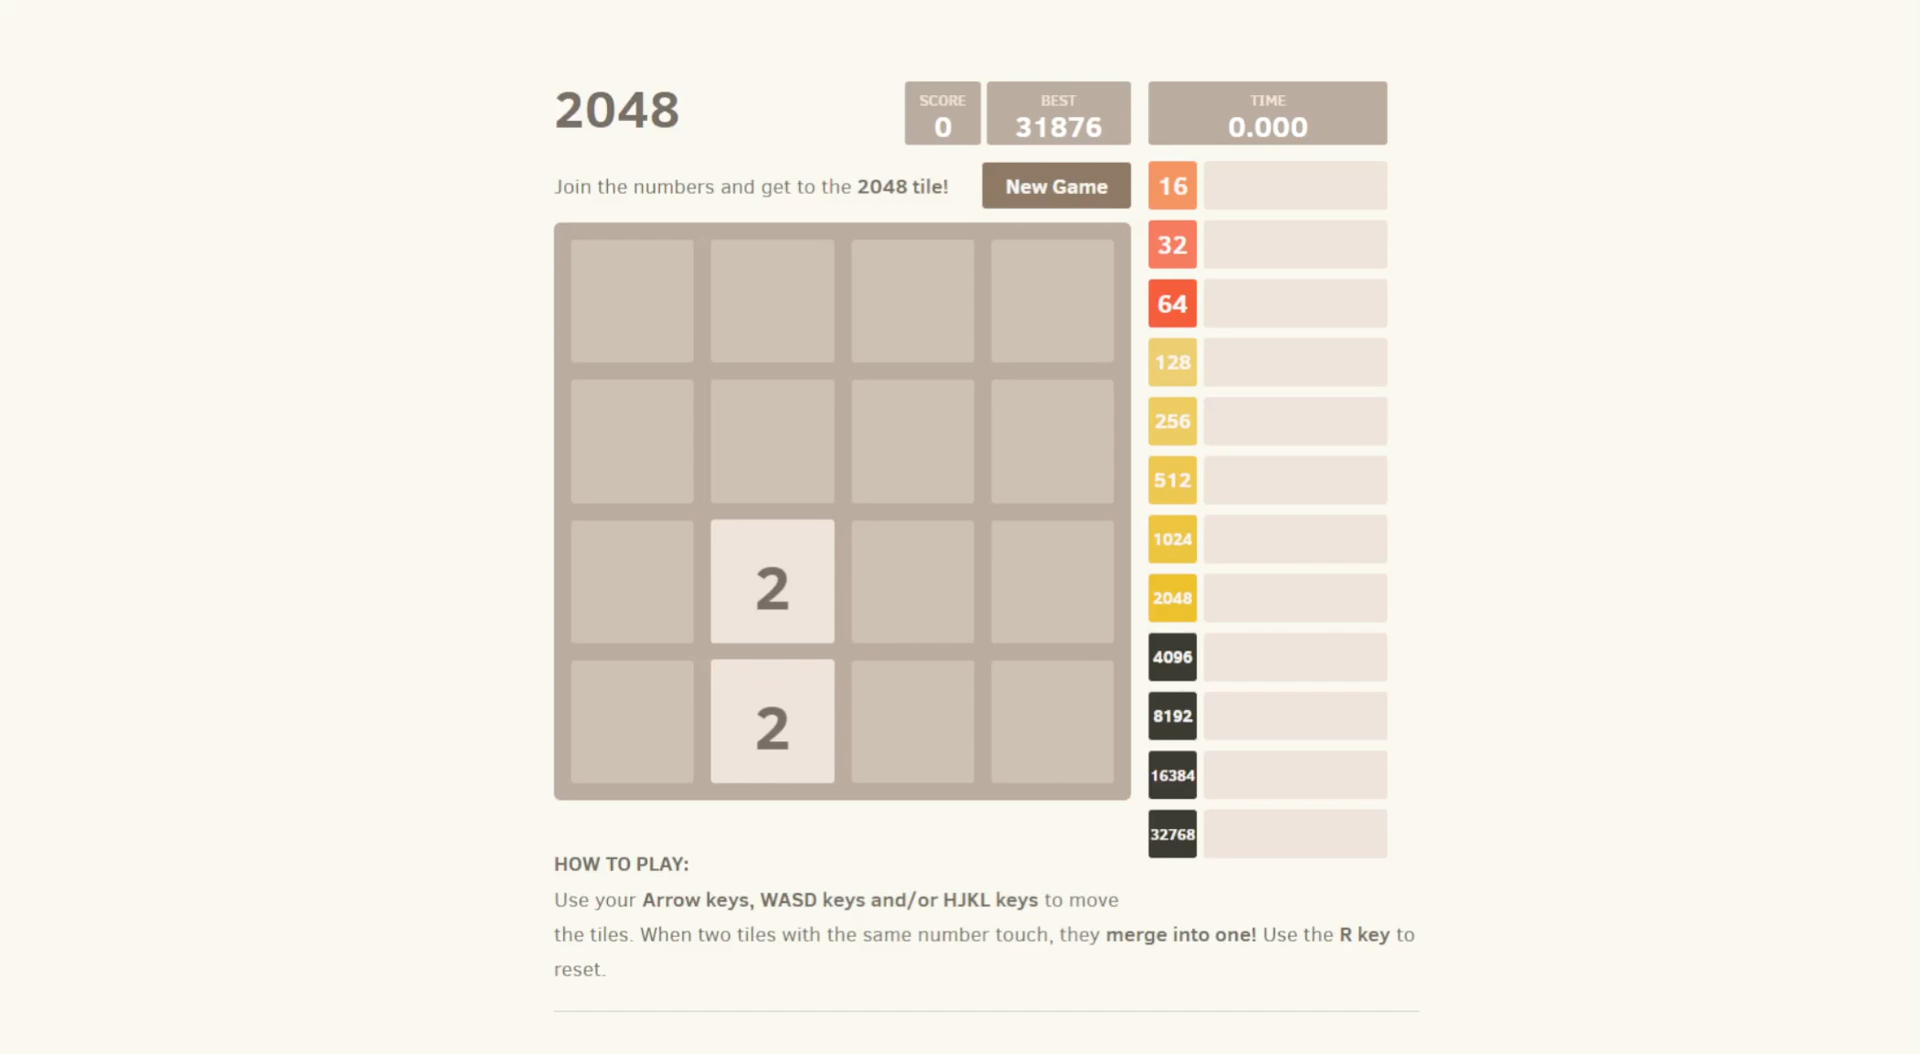 2048
SCORE
0
BEST
31876
TIME
0.000
Join the numbers and get to the 2048 tile!
New Game
16
32
64
128
256
512
1024
2048
4096
8192
16384
32768
2
2
HOW TO PLAY:
Use your Arrow keys, WASD keys and/or HJKL keys to move
the tiles. When two tiles with the same number touch, they merge into one! Use the R key to
reset.